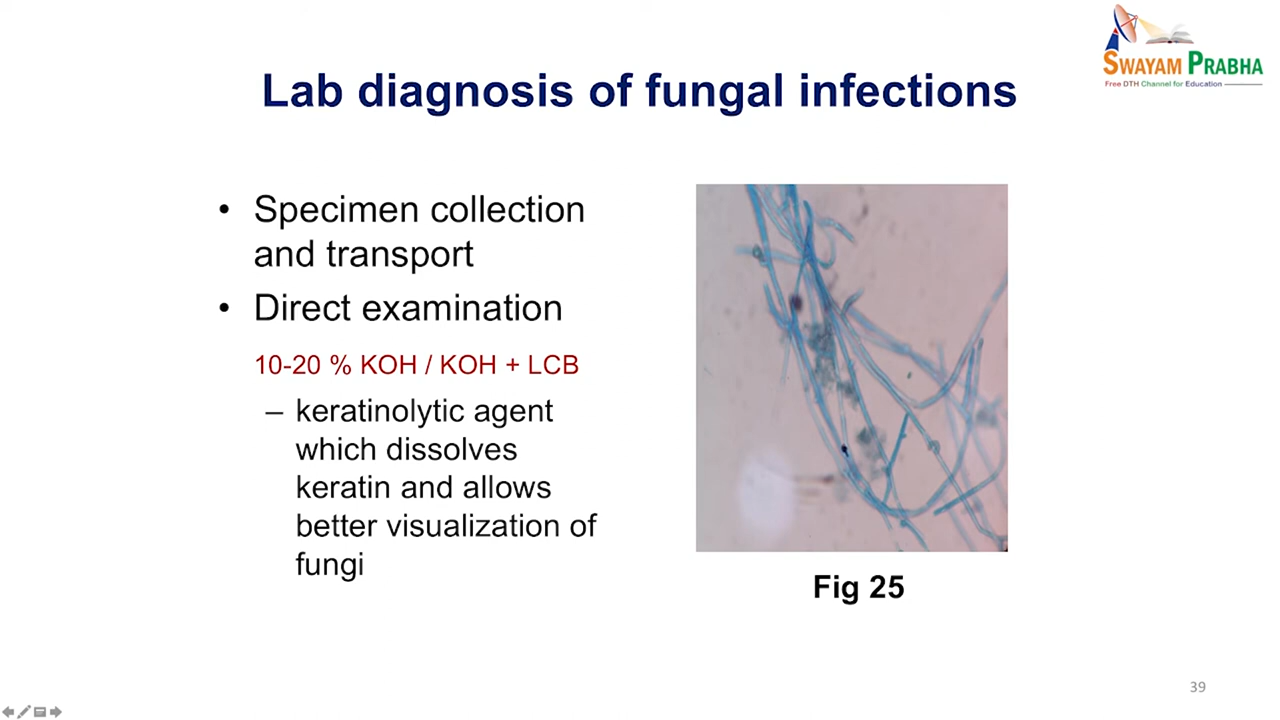 SWAYAM PRABHA
Free DTH Channel for Education
Lab diagnosis of fungal infections
• Specimen collection
and transport
• Direct examination
10-20 % KOH / KOH + LCB
– keratinolytic agent
which dissolves
keratin and allows
better visualization of
fungi
Fig 25
39